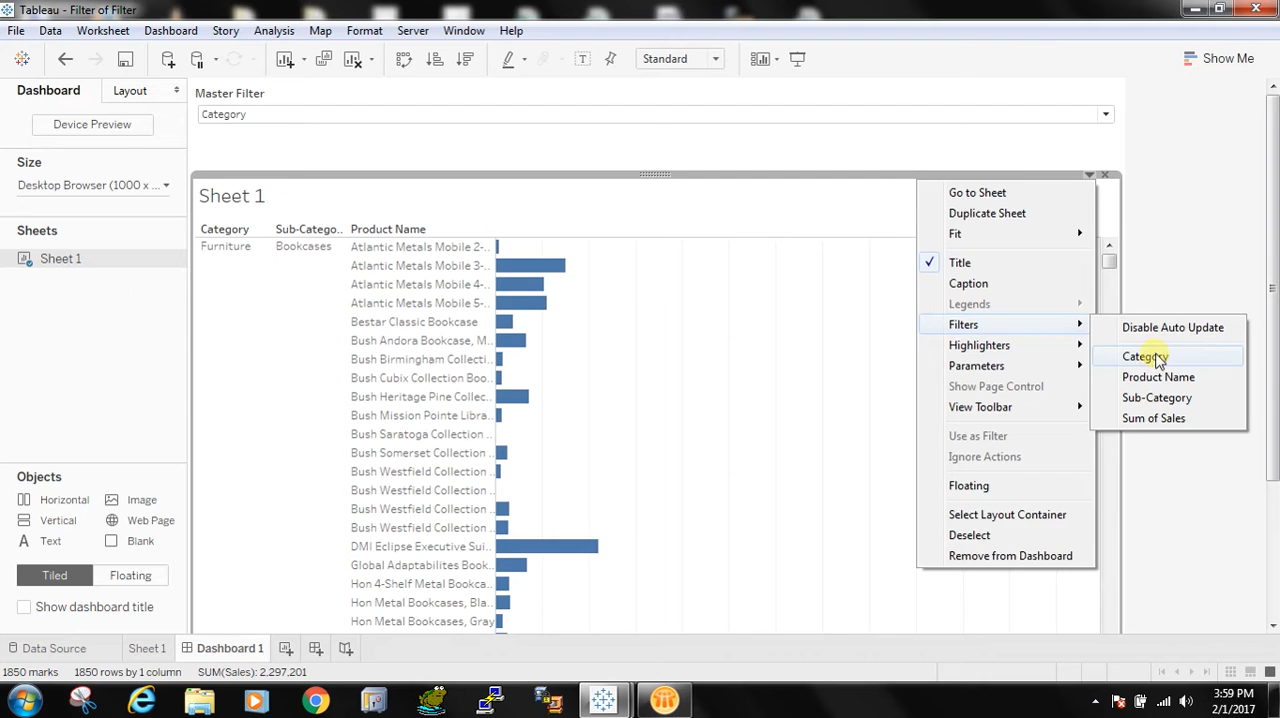 Tableau - Filter of Filter
File Data Worksheet Dashboard Story Analysis Map Format Server Window Help
Standard
Show Me
Dashboard
Layout
Device Preview
Size
Desktop Browser (1000 x ...
Sheets
Sheet 1
Objects
Horizontal
Image
Vertical
Web Page
Text
Blank
Tiled
Floating
Show dashboard title
Master Filter
Category
Sheet 1
Category Sub-Catego.. Product Name
Furniture Bookcases Atlantic Metals Mobile 2-..
Atlantic Metals Mobile 3-..
Atlantic Metals Mobile 4-..
Atlantic Metals Mobile 5-..
Bestar Classic Bookcase
Bush Andora Bookcase, M..
Bush Birmingham Collecti..
Bush Cubix Collection Boo..
Bush Heritage Pine Collec..
Bush Mission Pointe Libra..
Bush Saratoga Collection ..
Bush Somerset Collection ..
Bush Westfield Collection ..
Bush Westfield Collection ..
Bush Westfield Collection ..
Bush Westfield Collection ..
DMI Eclipse Executive Sui..
Global Adaptabilites Book..
Hon 4-Shelf Metal Bookca..
Hon Metal Bookcases, Bla..
Hon Metal Bookcases, Gray
Go to Sheet
Duplicate Sheet
Fit
Title
Caption
Legends
Filters
Highlighters
Parameters
Show Page Control
View Toolbar
Use as Filter
Ignore Actions
Floating
Select Layout Container
Deselect
Remove from Dashboard
Disable Auto Update
Category
Product Name
Sub-Category
Sum of Sales
Data Source
Sheet 1
Dashboard 1
1850 marks 1850 rows by 1 column SUM(Sales): 2,297,201
3:59 PM
2/1/2017